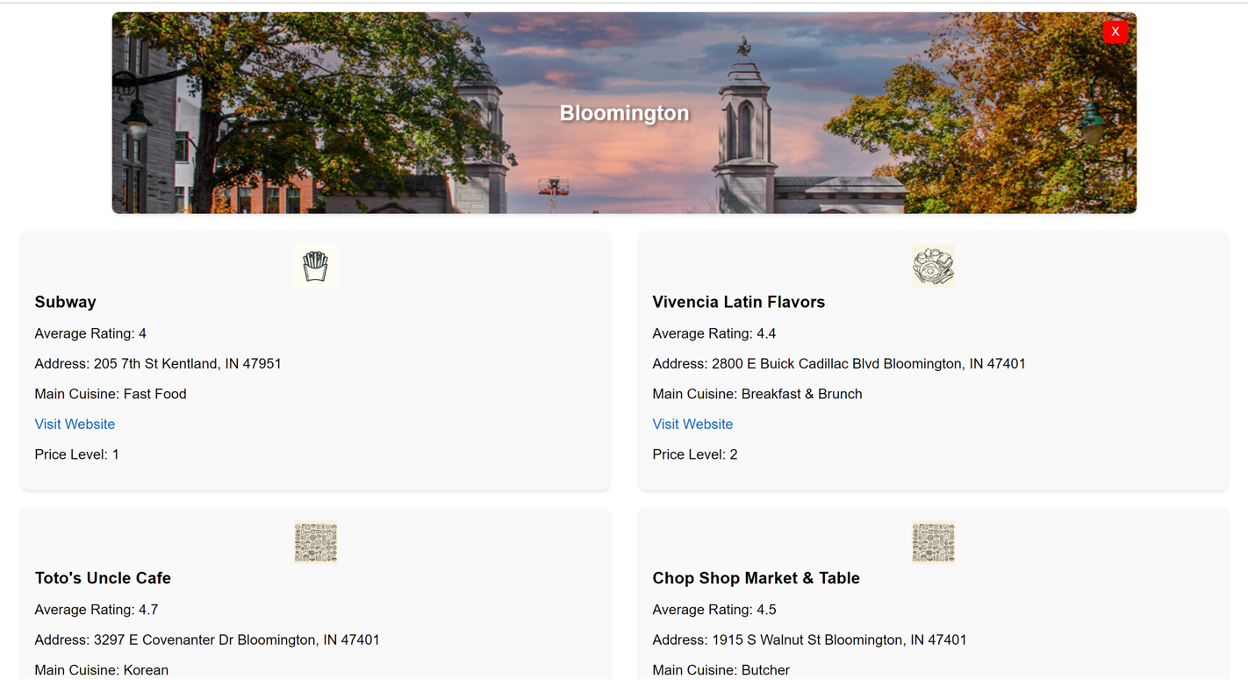 X
Bloomington
Subway
Average Rating: 4
Address: 205 7th St Kentland, IN 47951
Main Cuisine: Fast Food
Visit Website
Price Level: 1
Vivencia Latin Flavors
Average Rating: 4.4
Address: 2800 E Buick Cadillac Blvd Bloomington, IN 47401
Main Cuisine: Breakfast & Brunch
Visit Website
Price Level: 2
Toto's Uncle Cafe
Average Rating: 4.7
Address: 3297 E Covenanter Dr Bloomington, IN 47401
Main Cuisine: Korean
Chop Shop Market & Table
Average Rating: 4.5
Address: 1915 S Walnut St Bloomington, IN 47401
Main Cuisine: Butcher